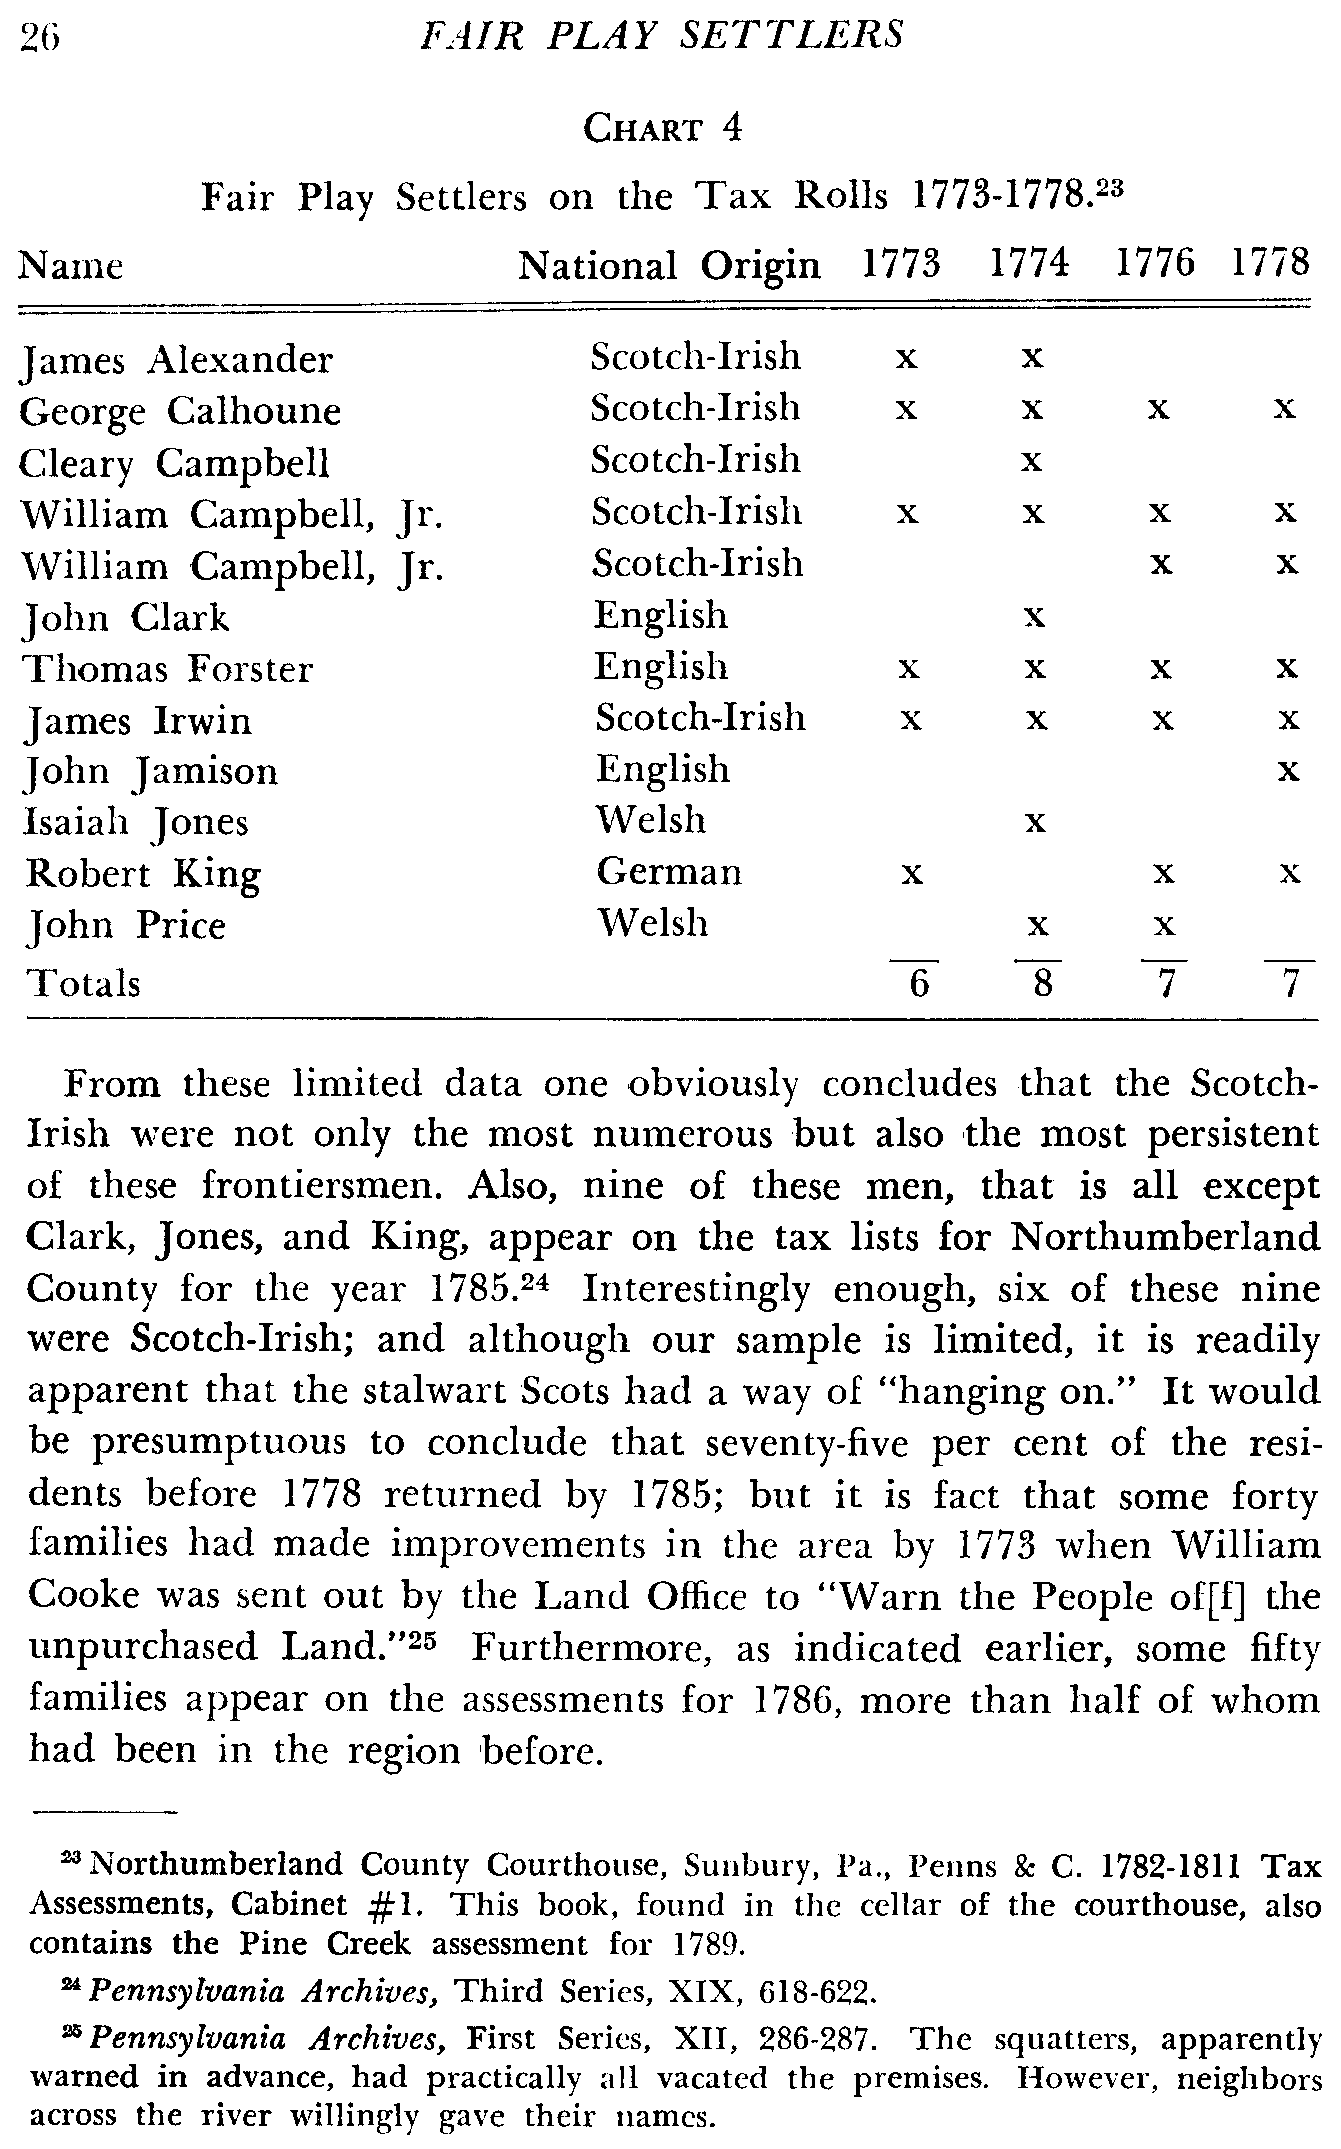 26 FAIR PLAY SETTLERS
CHART 4
Fair Play Settlers on the Tax Rolls 1773-1778.²³
Name National Origin 1773 1774 1776 1778
James Alexander Scotch-Irish x x
George Calhoune Scotch-Irish x x x x
Cleary Campbell Scotch-Irish x
William Campbell, Jr. Scotch-Irish x x x x
William Campbell, Jr. Scotch-Irish x x
John Clark English x
Thomas Forster English x x x x
James Irwin Scotch-Irish x x x x
John Jamison English x
Isaiah Jones Welsh x
Robert King German x x x
John Price Welsh x x
Totals 6 8 7 7
From these limited data one obviously concludes that the Scotch-
Irish were not only the most numerous but also the most persistent
of these frontiersmen. Also, nine of these men, that is all except
Clark, Jones, and King, appear on the tax lists for Northumberland
County for the year 1785.²⁴ Interestingly enough, six of these nine
were Scotch-Irish; and although our sample is limited, it is readily
apparent that the stalwart Scots had a way of "hanging on." It would
be presumptuous to conclude that seventy-five per cent of the resi-
dents before 1778 returned by 1785; but it is fact that some forty
families had made improvements in the area by 1773 when William
Cooke was sent out by the Land Office to "Warn the People of[f] the
unpurchased Land."²⁵ Furthermore, as indicated earlier, some fifty
families appear on the assessments for 1786, more than half of whom
had been in the region before.
²³ Northumberland County Courthouse, Sunbury, Pa., Penns & C. 1782-1811 Tax
Assessments, Cabinet #1. This book, found in the cellar of the courthouse, also
contains the Pine Creek assessment for 1789.
²⁴ Pennsylvania Archives, Third Series, XIX, 618-622.
²⁵ Pennsylvania Archives, First Series, XII, 286-287. The squatters, apparently
warned in advance, had practically all vacated the premises. However, neighbors
across the river willingly gave their names.